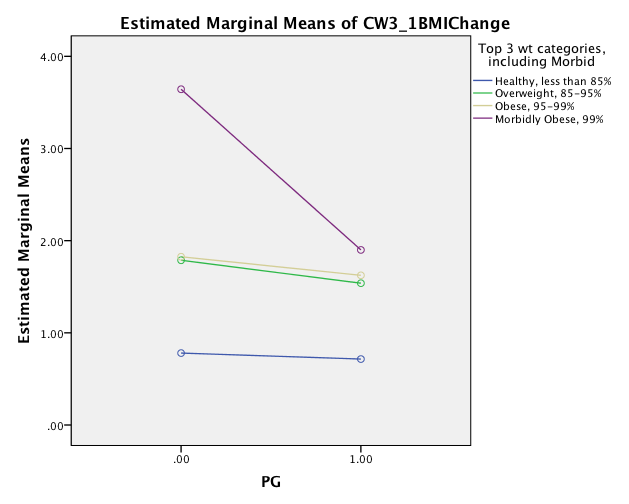 Estimated Marginal Means of CW3_1BMIChange
Top 3 wt categories,
including Morbid
Healthy, less than 85%
Overweight, 85-95%
Obese, 95-99%
Morbidly Obese, 99%
Estimated Marginal Means
4.00
3.00
2.00
1.00
.00
.00
1.00
PG